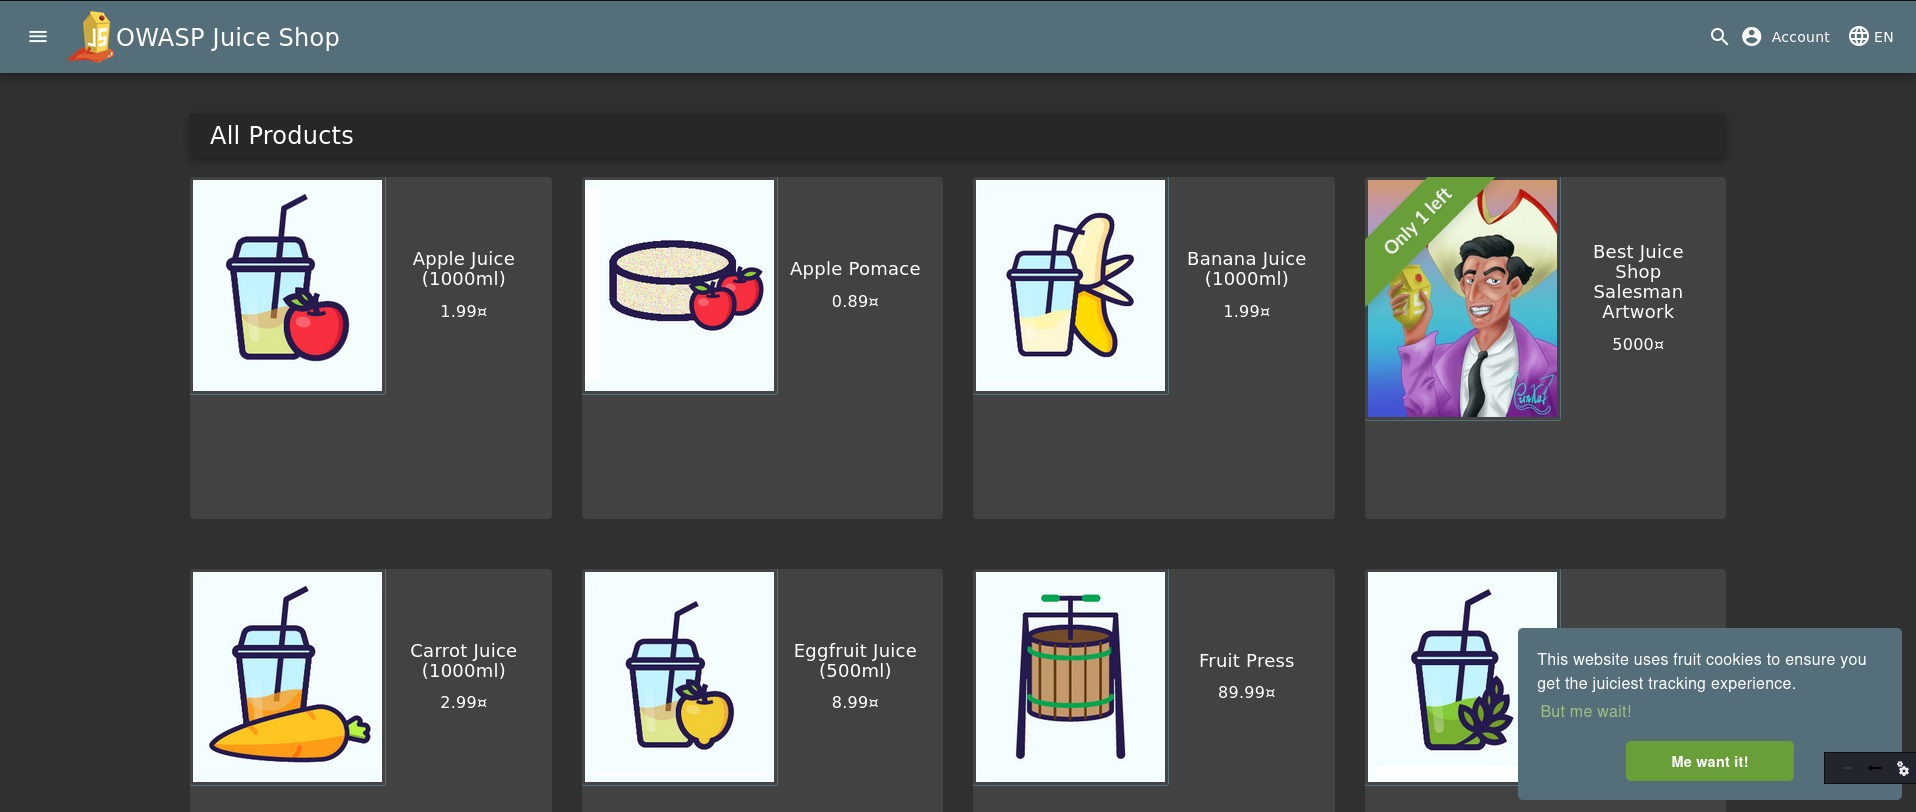 OWASP Juice Shop
Account
EN
All Products
Apple Juice
(1000ml)
1.99¤
Apple Pomace
0.89¤
Banana Juice
(1000ml)
1.99¤
Only 1 left
Best Juice
Shop
Salesman
Artwork
5000¤
Carrot Juice
(1000ml)
2.99¤
Eggfruit Juice
(500ml)
8.99¤
Fruit Press
89.99¤
This website uses fruit cookies to ensure you
get the juiciest tracking experience.
But me wait!
Me want it!